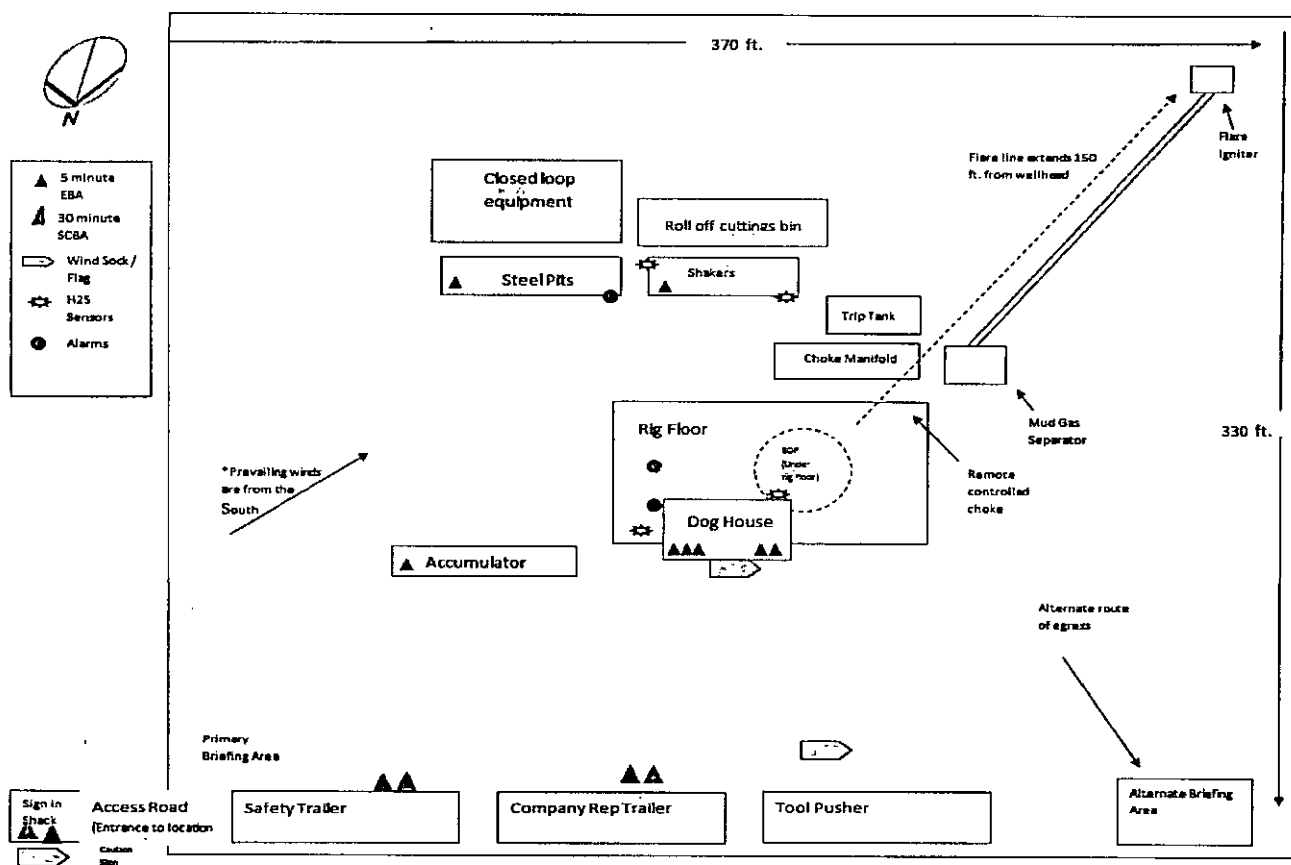 370 ft.
N
5 minute
EBA
30 minute
SCBA
Wind Sock /
Flag
H2S
Sensors
Alarms
Closed loop
equipment
Roll off cuttings bin
Steel Pits
Shakers
Trip Tank
Choke Manifold
Flare line extends 150
ft. from wellhead
Flare
Igniter
Mud Gas
Separator
330 ft.
Rig Floor
BOP
(Under
rig floor)
Remote
controlled
choke
Dog House
*Prevailing winds
are from the
South
Accumulator
Alternate route
of egress
Primary
Briefing Area
Sign in
Shack
Access Road
(Entrance to location
Safety Trailer
Company Rep Trailer
Tool Pusher
Alternate Briefing
Area
Caution
Sign